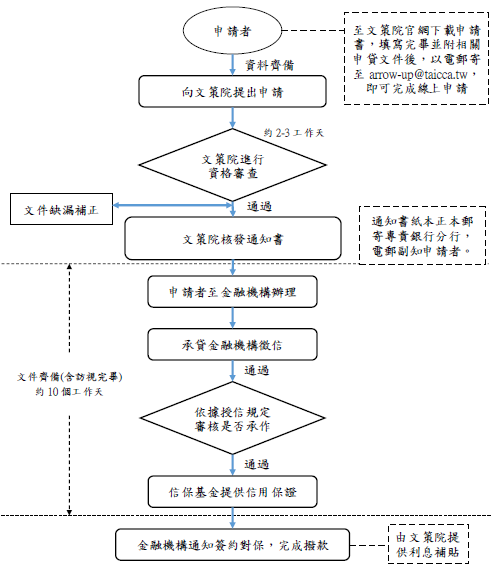 申請者
至文策院官網下載申請
書，填寫完畢並附相關
申貸文件後，以電郵寄
至 arrow-up@taicca.tw，
即可完成線上申請
資料齊備
向文策院提出申請
約 2-3 工作天
文策院進行
資格審查
文件缺漏補正
通過
文策院核發通知書
通知書紙本正本郵
寄專責銀行分行，
電郵副知申請者。
申請者至金融機構辦理
承貸金融機構徵信
通過
文件齊備(含訪視完畢)
約 10 個工作天
依據授信規定
審核是否承作
通過
信保基金提供信用保證
金融機構通知簽約對保，完成撥款
由文策院提
供利息補貼